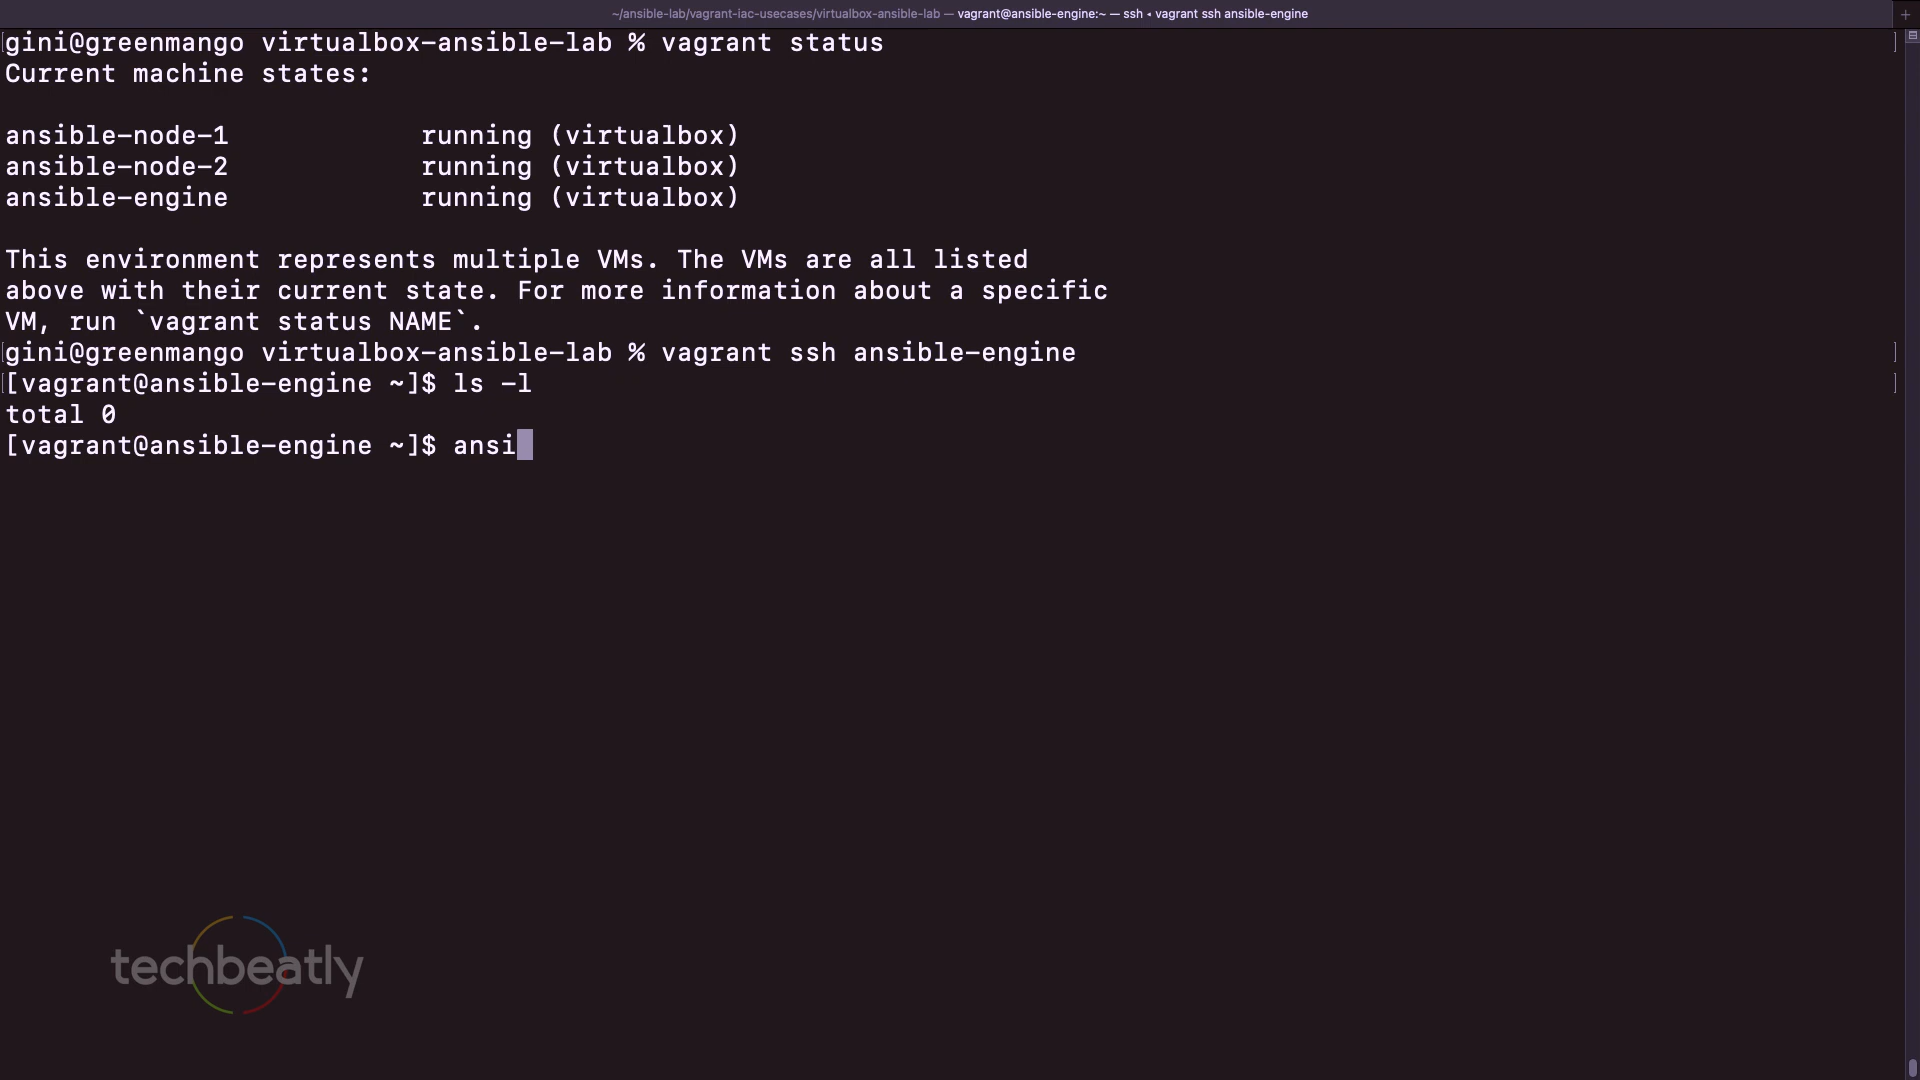 ~/ansible-lab/vagrant-iac-usecases/virtualbox-ansible-lab — vagrant@ansible-engine:~ — ssh ◂ vagrant ssh ansible-engine
gini@greenmango virtualbox-ansible-lab % vagrant status
Current machine states:
ansible-node-1            running (virtualbox)
ansible-node-2            running (virtualbox)
ansible-engine            running (virtualbox)
This environment represents multiple VMs. The VMs are all listed
above with their current state. For more information about a specific
VM, run `vagrant status NAME`.
gini@greenmango virtualbox-ansible-lab % vagrant ssh ansible-engine
[vagrant@ansible-engine ~]$ ls -l
total 0
[vagrant@ansible-engine ~]$ ansi
techbeatly